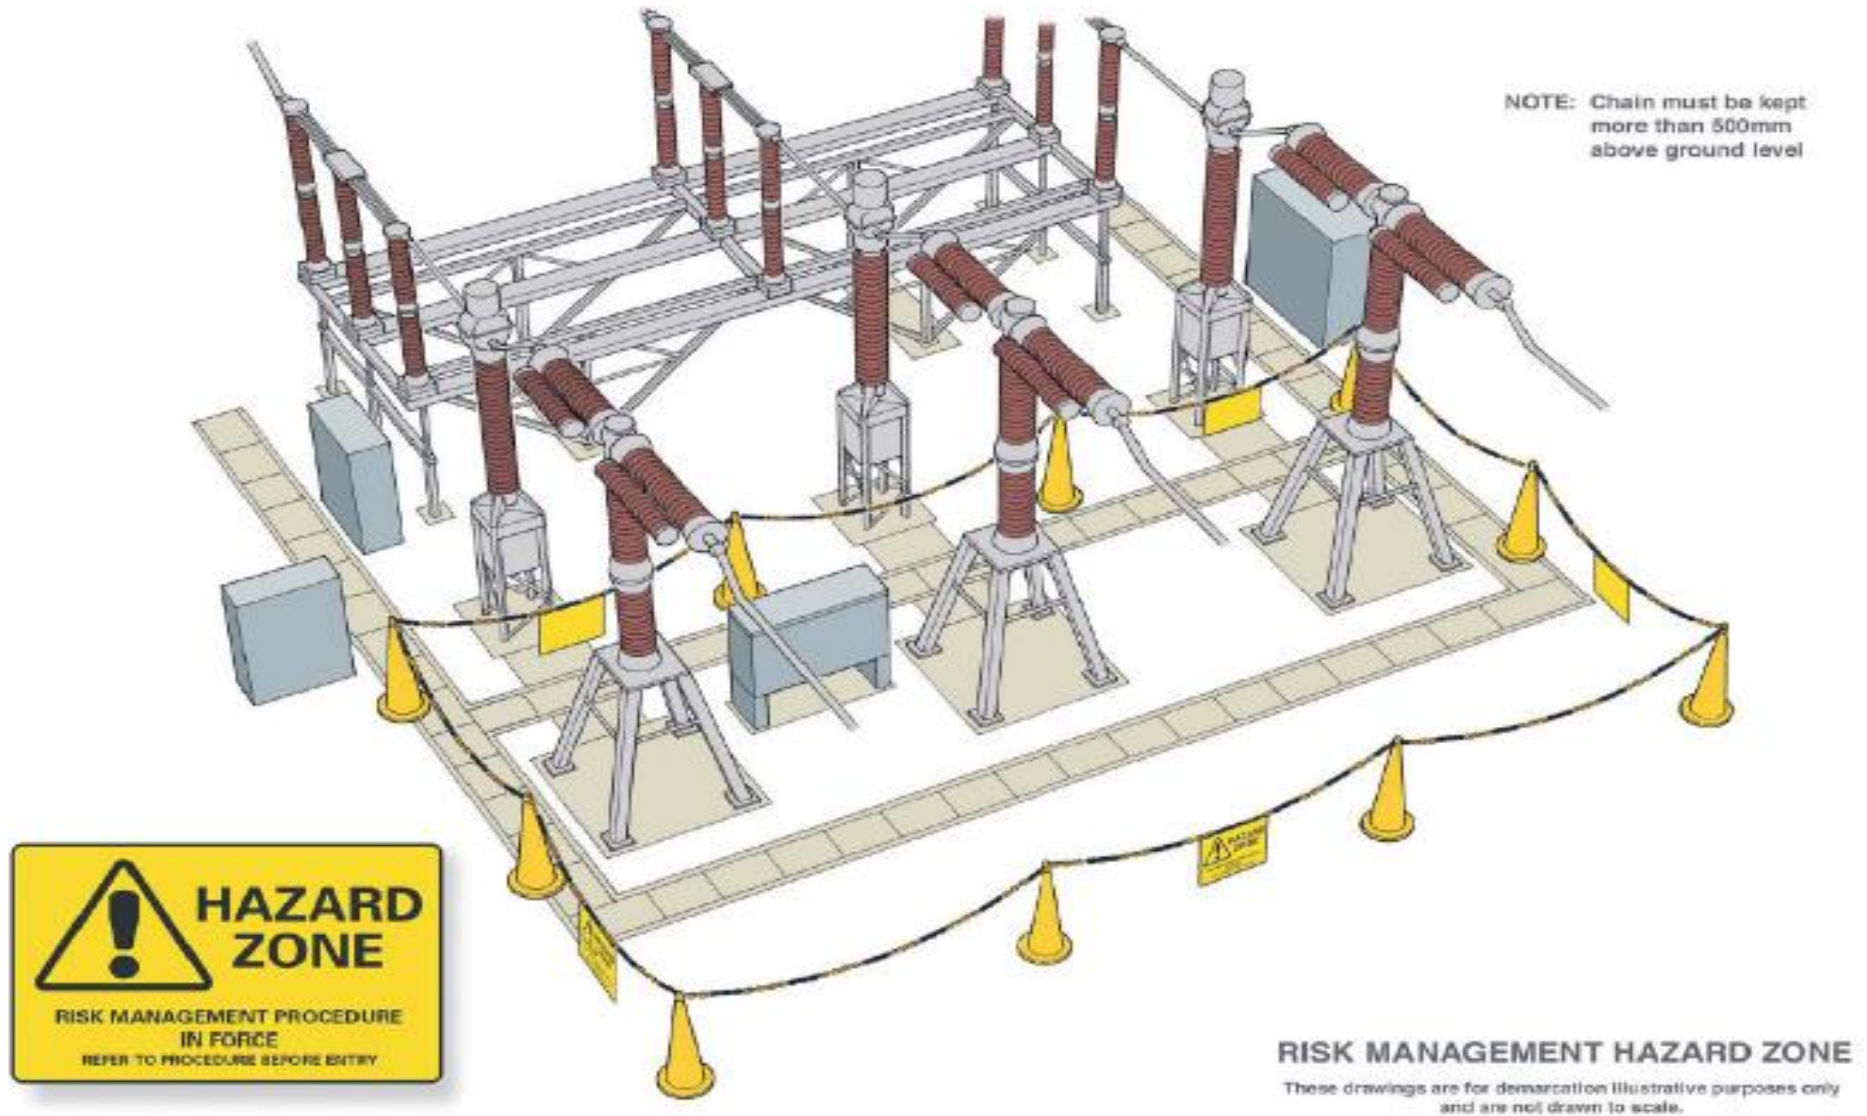 NOTE: Chain must be kept
more than 500mm
above ground level
HAZARD
ZONE
HAZARD
ZONE
RISK MANAGEMENT PROCEDURE
IN FORCE
REFER TO PROCEDURE BEFORE ENTRY
RISK MANAGEMENT HAZARD ZONE
These drawings are for demarcation illustrative purposes only
and are not drawn to scale.